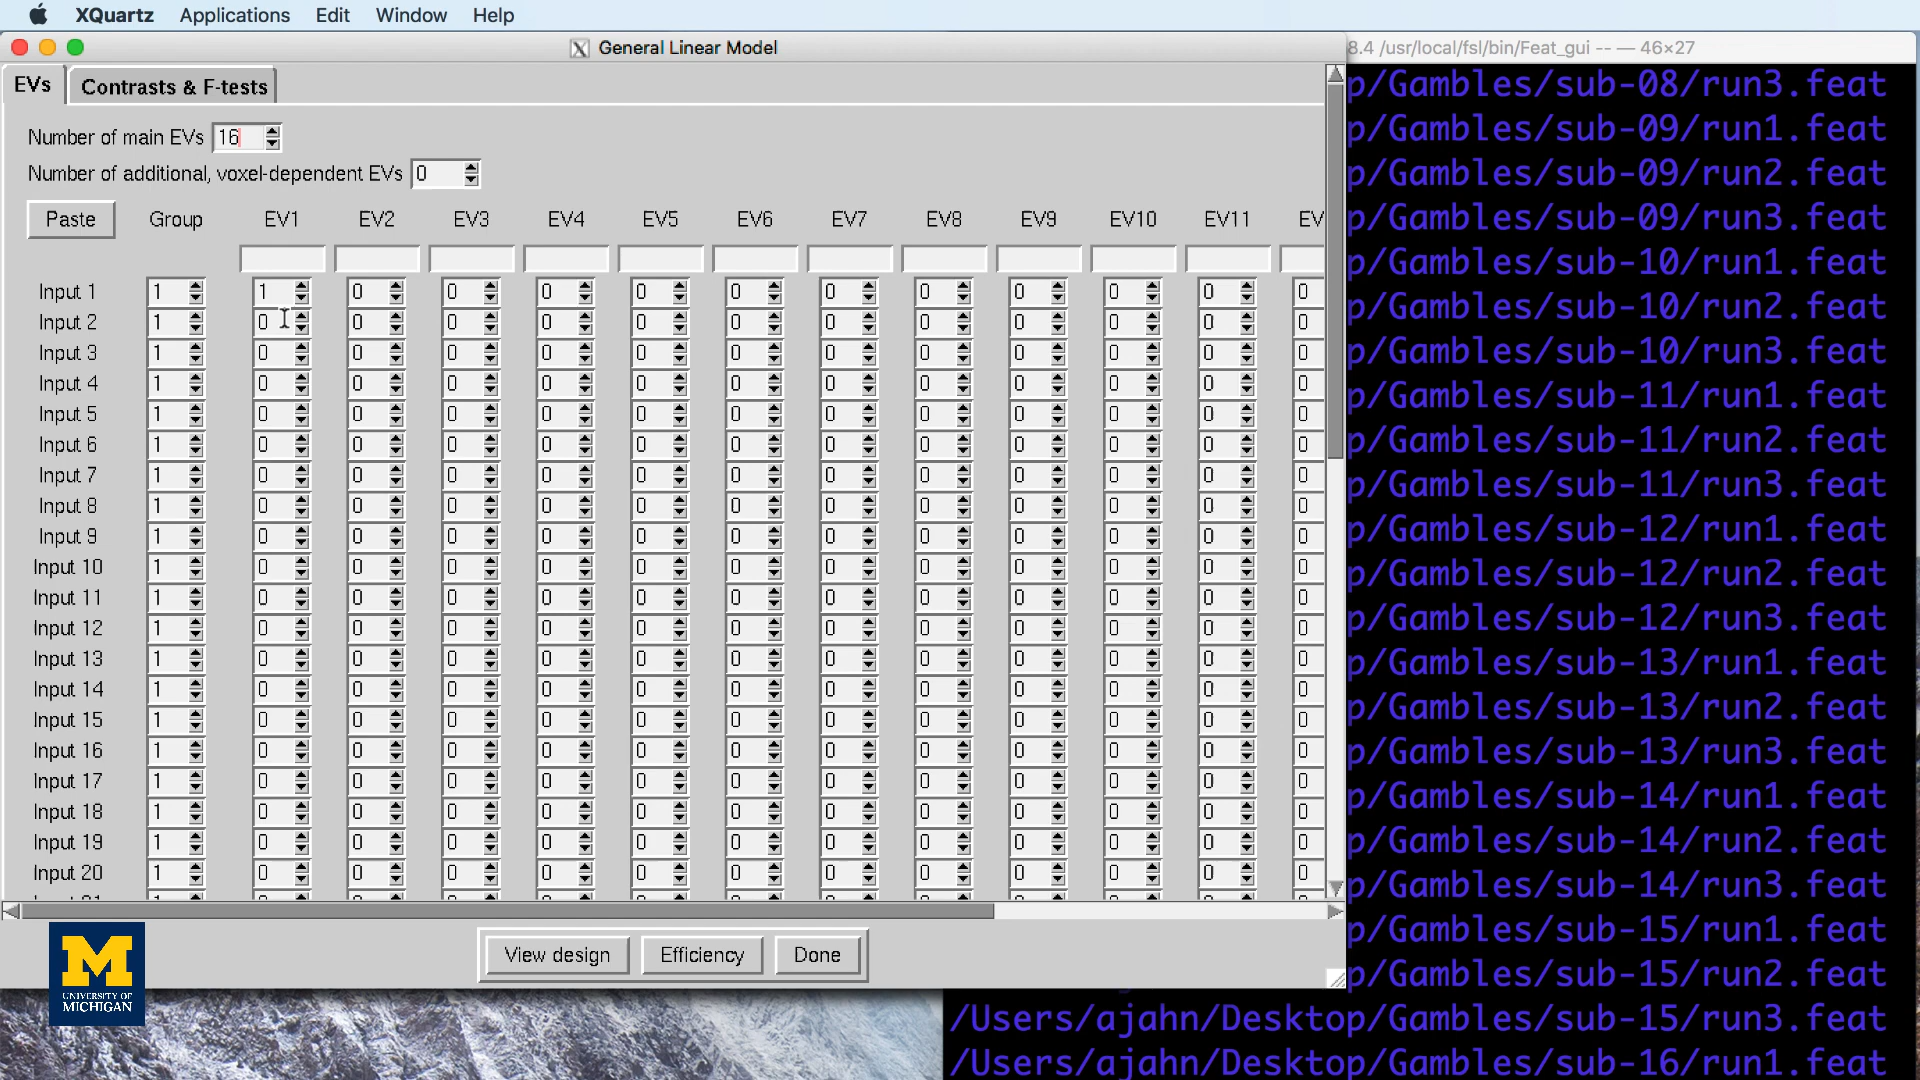 XQuartz Applications Edit Window Help
X General Linear Model
8.4 /usr/local/fsl/bin/Feat_gui -- — 46×27
EVs Contrasts & F-tests
Number of main EVs 16
Number of additional, voxel-dependent EVs 0
Paste Group EV1 EV2 EV3 EV4 EV5 EV6 EV7 EV8 EV9 EV10 EV11 EV
Input 1 1 1 0 0 0 0 0 0 0 0 0 0 0
Input 2 1 0 0 0 0 0 0 0 0 0 0 0 0
Input 3 1 0 0 0 0 0 0 0 0 0 0 0 0
Input 4 1 0 0 0 0 0 0 0 0 0 0 0 0
Input 5 1 0 0 0 0 0 0 0 0 0 0 0 0
Input 6 1 0 0 0 0 0 0 0 0 0 0 0 0
Input 7 1 0 0 0 0 0 0 0 0 0 0 0 0
Input 8 1 0 0 0 0 0 0 0 0 0 0 0 0
Input 9 1 0 0 0 0 0 0 0 0 0 0 0 0
Input 10 1 0 0 0 0 0 0 0 0 0 0 0 0
Input 11 1 0 0 0 0 0 0 0 0 0 0 0 0
Input 12 1 0 0 0 0 0 0 0 0 0 0 0 0
Input 13 1 0 0 0 0 0 0 0 0 0 0 0 0
Input 14 1 0 0 0 0 0 0 0 0 0 0 0 0
Input 15 1 0 0 0 0 0 0 0 0 0 0 0 0
Input 16 1 0 0 0 0 0 0 0 0 0 0 0 0
Input 17 1 0 0 0 0 0 0 0 0 0 0 0 0
Input 18 1 0 0 0 0 0 0 0 0 0 0 0 0
Input 19 1 0 0 0 0 0 0 0 0 0 0 0 0
Input 20 1 0 0 0 0 0 0 0 0 0 0 0 0
View design Efficiency Done
M
UNIVERSITY OF
MICHIGAN
p/Gambles/sub-08/run3.feat
p/Gambles/sub-09/run1.feat
p/Gambles/sub-09/run2.feat
p/Gambles/sub-09/run3.feat
p/Gambles/sub-10/run1.feat
p/Gambles/sub-10/run2.feat
p/Gambles/sub-10/run3.feat
p/Gambles/sub-11/run1.feat
p/Gambles/sub-11/run2.feat
p/Gambles/sub-11/run3.feat
p/Gambles/sub-12/run1.feat
p/Gambles/sub-12/run2.feat
p/Gambles/sub-12/run3.feat
p/Gambles/sub-13/run1.feat
p/Gambles/sub-13/run2.feat
p/Gambles/sub-13/run3.feat
p/Gambles/sub-14/run1.feat
p/Gambles/sub-14/run2.feat
p/Gambles/sub-14/run3.feat
p/Gambles/sub-15/run1.feat
p/Gambles/sub-15/run2.feat
/Users/ajahn/Desktop/Gambles/sub-15/run3.feat
/Users/ajahn/Desktop/Gambles/sub-16/run1.feat